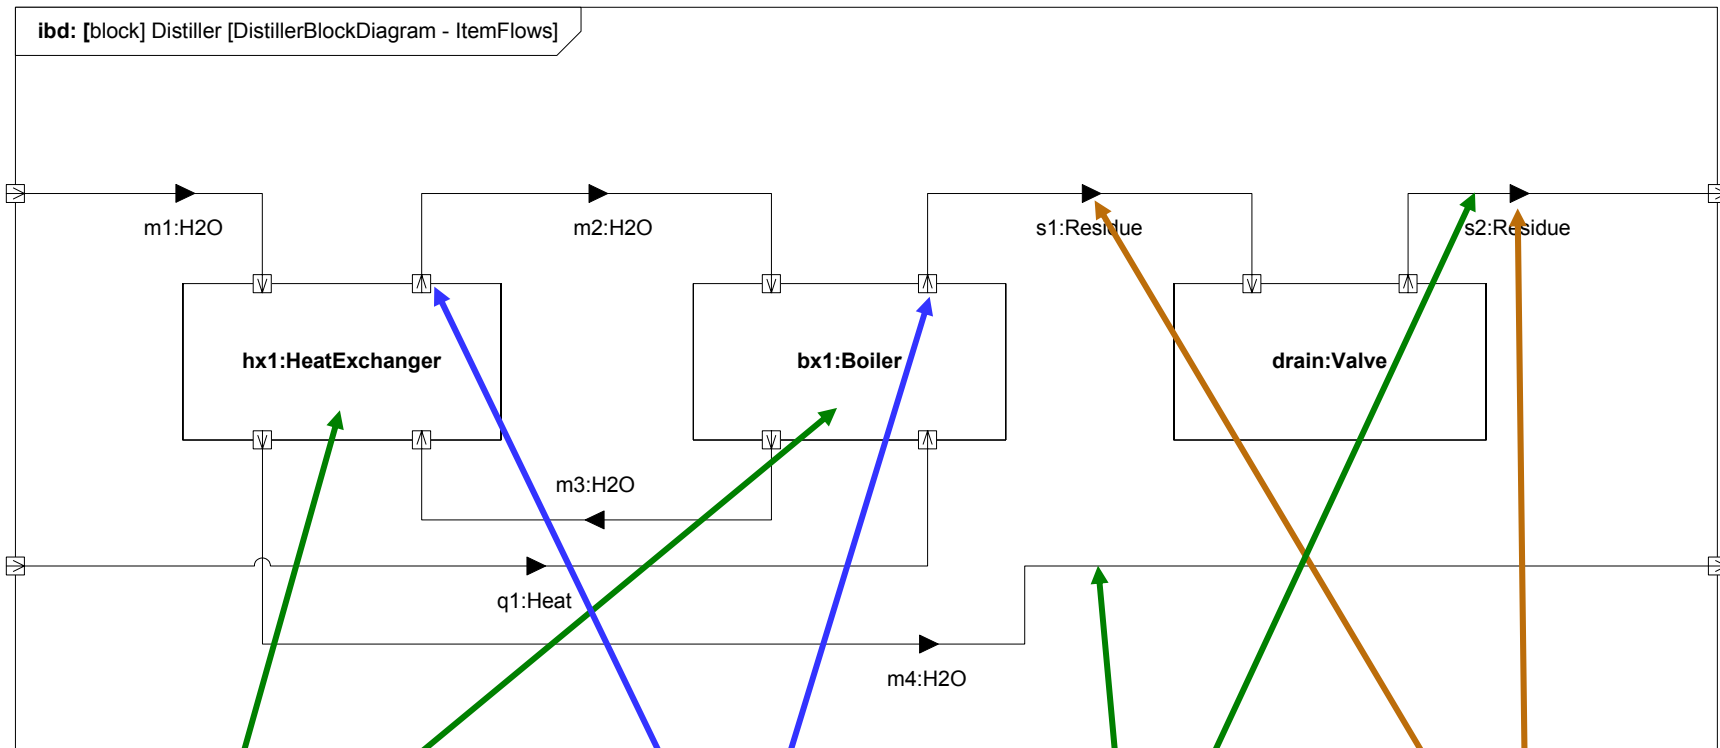 ibd: [block] Distiller [DistillerBlockDiagram - ItemFlows]
m1:H2O
m2:H2O
s1:Residue
s2:Residue
hx1:HeatExchanger
bx1:Boiler
drain:Valve
m3:H2O
q1:Heat
m4:H2O